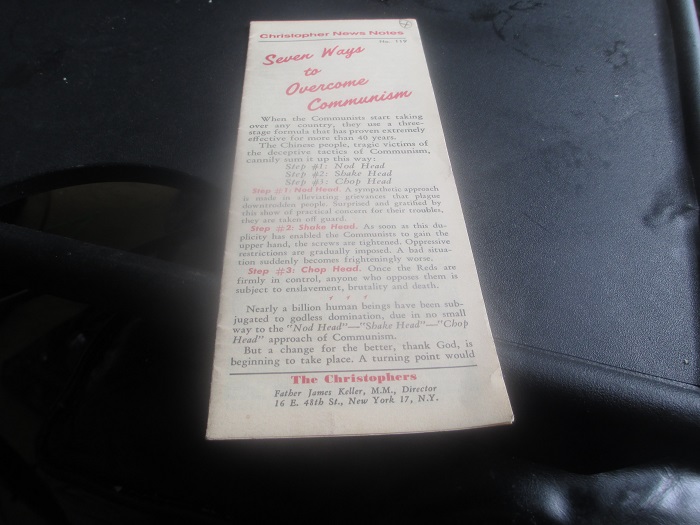 Christopher News Notes
No. 119
Seven Ways
to
Overcome
Communism
When the Communists start taking
over any country, they use a three-
stage formula that has proven extremely
effective for more than 40 years.
The Chinese people, tragic victims of
the deceptive tactics of Communism,
cannily sum it up this way:
Step #1: Nod Head
Step #2: Shake Head
Step #3: Chop Head
Step #1: Nod Head. A sympathetic approach
is made in alleviating grievances that plague
downtrodden people. Surprised and gratified by
this show of practical concern for their troubles,
they are taken off guard.
Step #2: Shake Head. As soon as this du-
plicity has enabled the Communists to gain the
upper hand, the screws are tightened. Oppressive
restrictions are gradually imposed. A bad situa-
tion suddenly becomes frighteningly worse.
Step #3: Chop Head. Once the Reds are
firmly in control, anyone who opposes them is
subject to enslavement, brutality and death.
Nearly a billion human beings have been sub-
jugated to godless domination, due in no small
way to the "Nod Head"—"Shake Head"—"Chop
Head" approach of Communism.
But a change for the better, thank God, is
beginning to take place. A turning point would
The Christophers
Father James Keller, M.M., Director
16 E. 48th St., New York 17, N.Y.